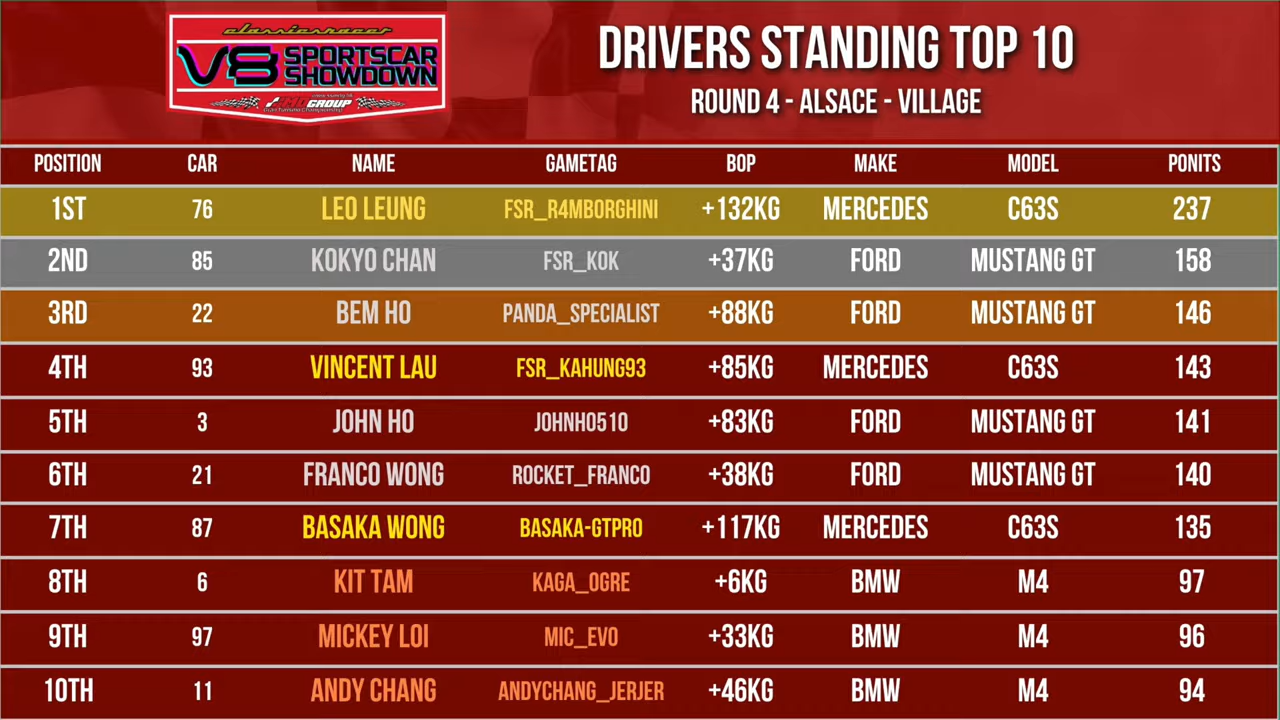 classicsracer
V8 SPORTSCAR
SHOWDOWN
GROUP
DRIVERS STANDING TOP 10
ROUND 4 - ALSACE - VILLAGE
POSITION CAR NAME GAMETAG BOP MAKE MODEL PONITS
1ST 76 LEO LEUNG FSR_R4MBORGHINI +132KG MERCEDES C63S 237
2ND 85 KOKYO CHAN FSR_KOK +37KG FORD MUSTANG GT 158
3RD 22 BEM HO PANDA_SPECIALIST +88KG FORD MUSTANG GT 146
4TH 93 VINCENT LAU FSR_KAHUNG93 +85KG MERCEDES C63S 143
5TH 3 JOHN HO JOHNHO510 +83KG FORD MUSTANG GT 141
6TH 21 FRANCO WONG ROCKET_FRANCO +38KG FORD MUSTANG GT 140
7TH 87 BASAKA WONG BASAKA-GTPRO +117KG MERCEDES C63S 135
8TH 6 KIT TAM KAGA_OGRE +6KG BMW M4 97
9TH 97 MICKEY LOI MIC_EVO +33KG BMW M4 96
10TH 11 ANDY CHANG ANDYCHANG_JERJER +46KG BMW M4 94